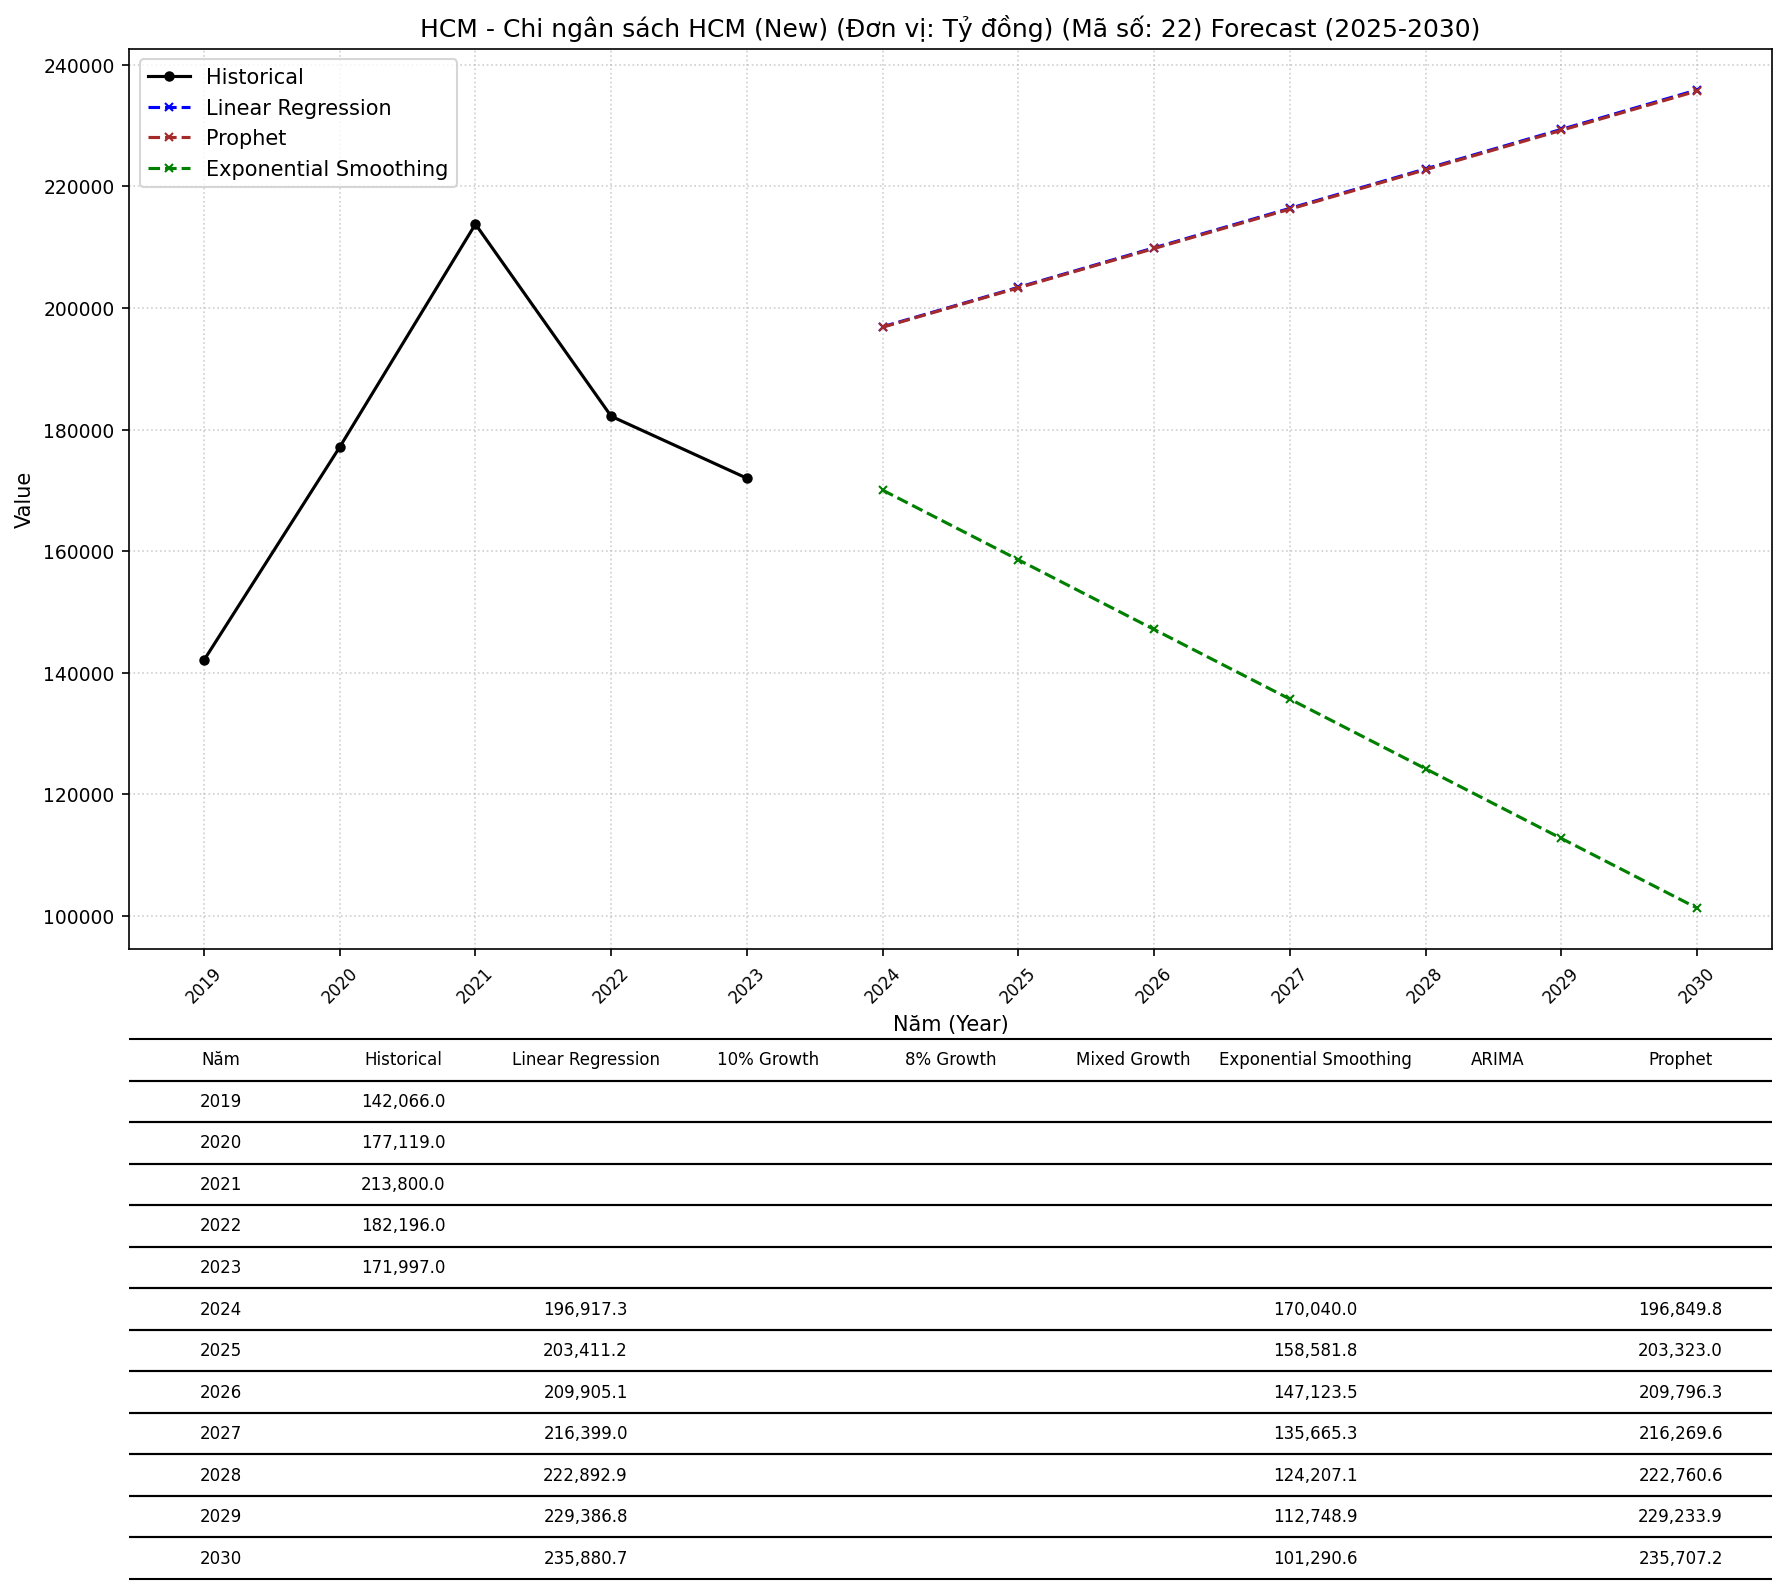 HCM - Chi ngân sách HCM (New) (Đơn vị: Tỷ đồng) (Mã số: 22) Forecast (2025-2030)
Historical
Linear Regression
Prophet
Exponential Smoothing
Value
240000
220000
200000
180000
160000
140000
120000
100000
2019 2020 2021 2022 2023 2024 2025 2026 2027 2028 2029 2030
Năm (Year)
Năm Historical Linear Regression 10% Growth 8% Growth Mixed Growth Exponential Smoothing ARIMA Prophet
2019 142,066.0
2020 177,119.0
2021 213,800.0
2022 182,196.0
2023 171,997.0
2024 196,917.3 170,040.0 196,849.8
2025 203,411.2 158,581.8 203,323.0
2026 209,905.1 147,123.5 209,796.3
2027 216,399.0 135,665.3 216,269.6
2028 222,892.9 124,207.1 222,760.6
2029 229,386.8 112,748.9 229,233.9
2030 235,880.7 101,290.6 235,707.2